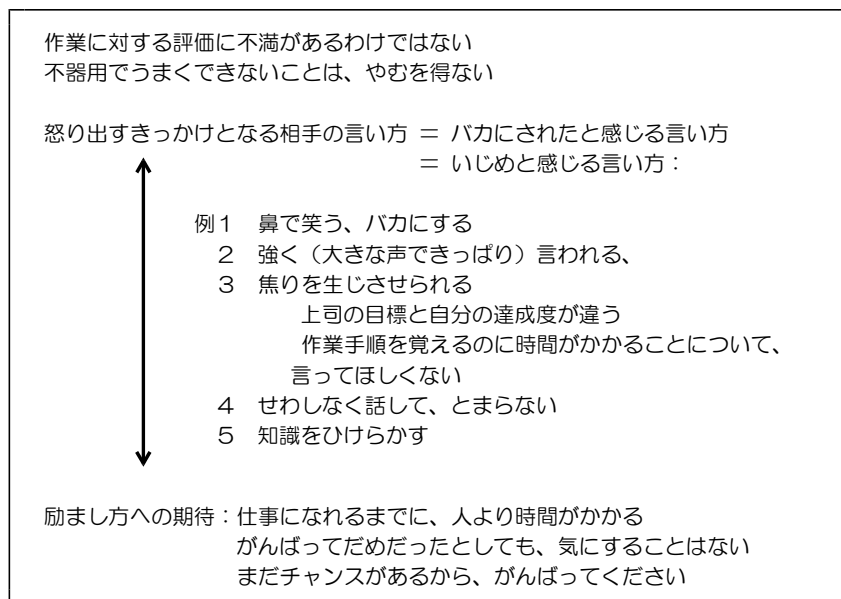 作業に対する評価に不満があるわけではない
不器用でうまくできないことは、やむを得ない
怒り出すきっかけとなる相手の言い方 = バカにされたと感じる言い方
= いじめと感じる言い方:
例1 鼻で笑う、バカにする
2 強く(大きな声できっぱり)言われる、
3 焦りを生じさせられる
上司の目標と自分の達成度が違う
作業手順を覚えるのに時間がかかることについて、
言ってほしくない
4 せわしなく話して、とまらない
5 知識をひけらかす
励まし方への期待:仕事になれるまでに、人より時間がかかる
がんばってだめだったとしても、気にすることはない
まだチャンスがあるから、がんばってください